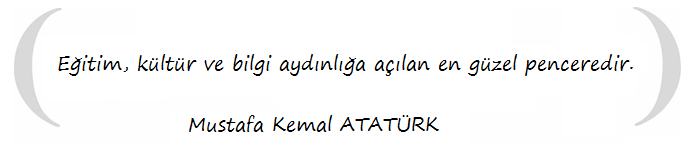 Eğitim, kültür ve bilgi aydınlığa açılan en güzel penceredir.
Mustafa Kemal ATATÜRK